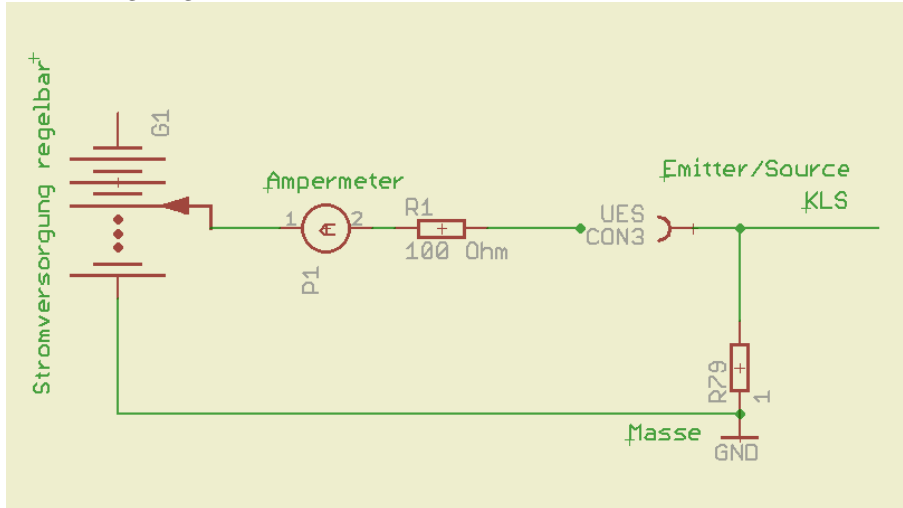 Stromversorgung regelbar
G1
Ampermeter
1
2
P1
R1
100 Ohm
UES
CON3
Emitter/Source
KLS
R79
1
Masse
GND